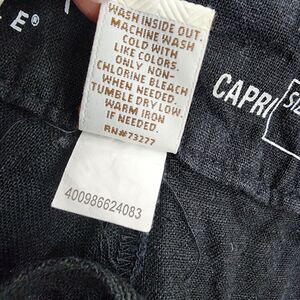 E®
WASH INSIDE OUT.
MACHINE WASH
COLD WITH
LIKE COLORS.
ONLY NON-
CHLORINE BLEACH
WHEN NEEDED.
TUMBLE DRY LOW.
WARM IRON
IF NEEDED.
RN#73277
CAPRI
400986624083